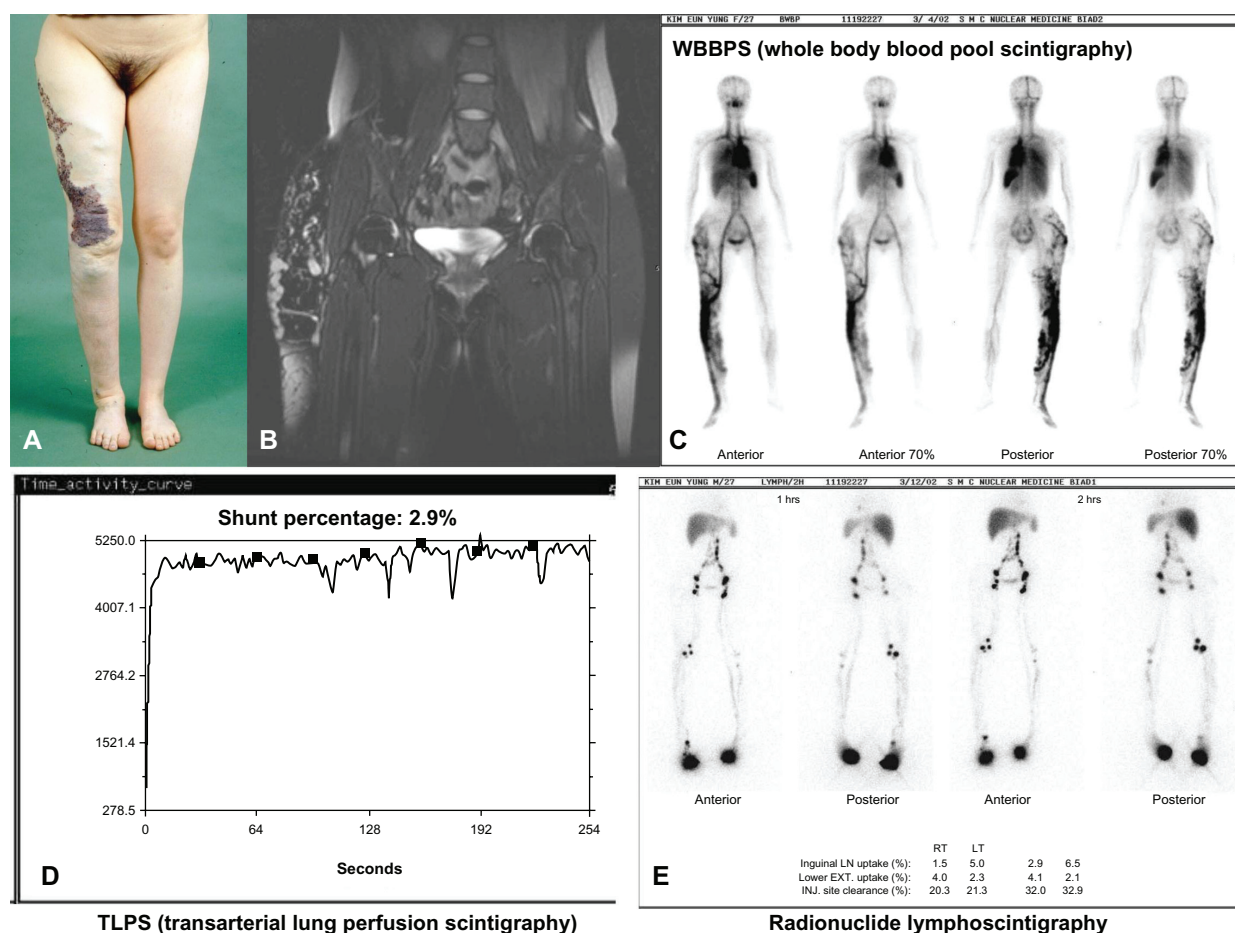 KIM EUN YUNG F/27 BWBP 11192227 3/ 4/02 S M C NUCLEAR MEDICINE BIAD2
WBBPS (whole body blood pool scintigraphy)
A
B
C
Anterior
Anterior 70%
Posterior
Posterior 70%
Time_activity_curve
Shunt percentage: 2.9%
5250.0
4007.1
2764.2
1521.4
278.5
0
64
128
192
254
Seconds
D
TLPS (transarterial lung perfusion scintigraphy)
KIM EUN YUNG M/27 LYMPH/2H 11192227 3/12/02 S M C NUCLEAR MEDICINE BIAD1
1 hrs
2 hrs
Anterior
Posterior
Anterior
Posterior
RT LT
Inguinal LN uptake (%): 1.5 5.0 2.9 6.5
Lower EXT. uptake (%): 4.0 2.3 4.1 2.1
INJ. site clearance (%): 20.3 21.3 32.0 32.9
E
Radionuclide lymphoscintigraphy